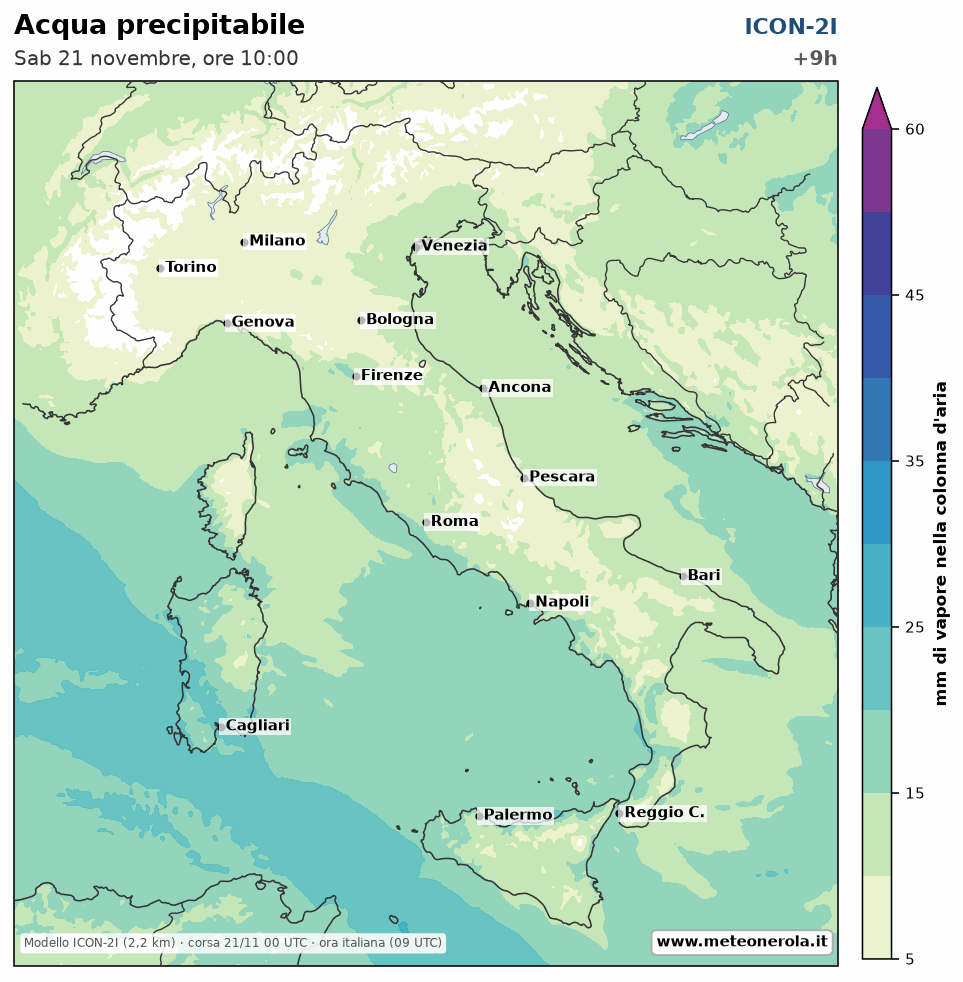 Acqua precipitabile
ICON-2I
Sab 21 novembre, ore 10:00
+9h
60
45
35
25
15
5
mm di vapore nella colonna d'aria
Milano
Venezia
Torino
Genova
Bologna
Firenze
Ancona
Pescara
Roma
Bari
Napoli
Cagliari
Palermo
Reggio C.
Modello ICON-2I (2,2 km) · corsa 21/11 00 UTC · ora italiana (09 UTC)
www.meteonerola.it